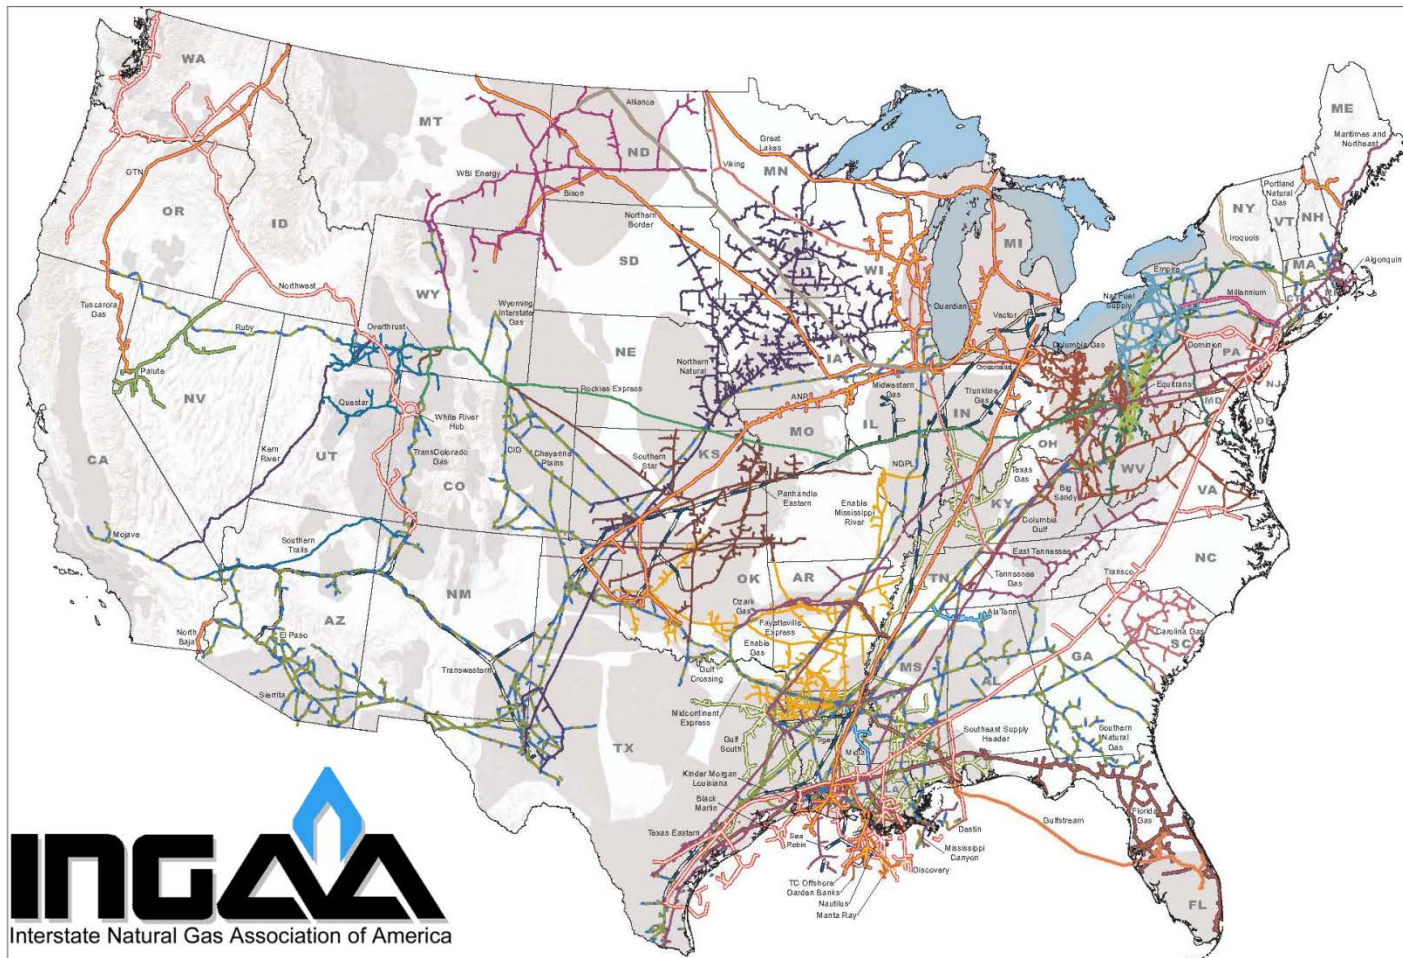 WA
MT
ND
MN
ME
OR
ID
SD
WI
MI
NY
VT
NH
MA
CT
RI
WY
NE
IA
PA
NJ
MD
DE
NV
UT
CO
KS
MO
IL
IN
OH
WV
VA
KY
CA
AZ
NM
OK
AR
TN
NC
SC
MS
AL
GA
TX
LA
FL
Alliance
Great
Lakes
Viking
Maritimes and
Northeast
GTN
WBI Energy
Bison
Northern
Border
Portland
Natural
Gas
Iroquois
Algonquin
Empire
Nat Fuel
Supply
Millennium
Tuscarora
Gas
Northwest
Ruby
Overthrust
Wyoming
Interstate
Gas
Guardian
Vector
Columbia Gas
Dominion
Paiute
Northern
Natural
Rockies Express
ANR
Midwestern
Gas
Trunkline
Gas
Crossroads
Equitrans
Questar
White River
Hub
Kern
River
TransColorado
Gas
CIG
Cheyenne
Plains
Southern
Star
Panhandle
Eastern
NGPL
Enable
Mississippi
River
Texas
Gas
Big
Sandy
Columbia
Gulf
Mojave
Southern
Trails
East Tennessee
Tennessee
Gas
Transco
North
Baja
El Paso
Sierrita
Transwestern
Ozark
Gas
Fayetteville
Express
Enable
Gas
Gulf
Crossing
AlaTenn
Carolina Gas
Midcontinent
Express
Gulf
South
Tiger
Midla
Southeast Supply
Header
Southern
Natural
Gas
Kinder Morgan
Louisiana
Black
Marlin
Texas Eastern
Sea
Robin
TC Offshore
Garden Banks
Nautilus
Manta Ray
Discovery
Mississippi
Canyon
Destin
Gulfstream
Florida
Gas
INGAA
Interstate Natural Gas Association of America